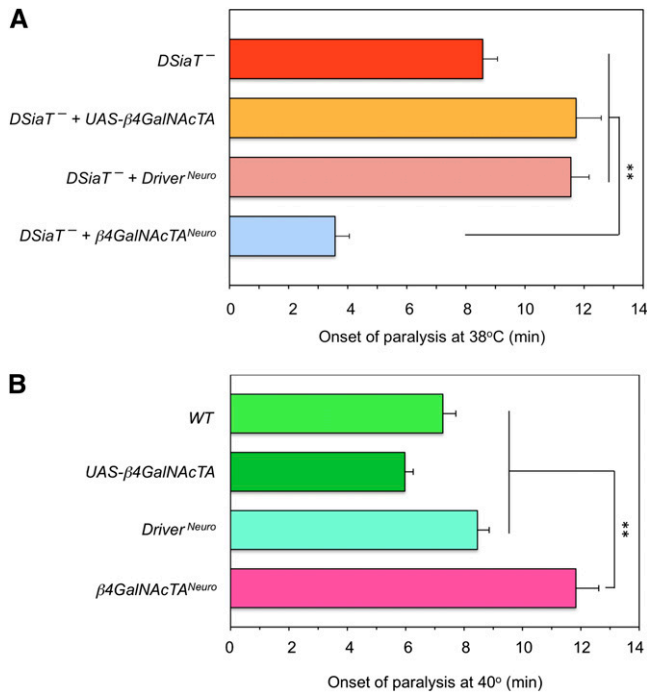 A
DSiaT⁻
DSiaT⁻ + UAS-β4GalNAcTA
DSiaT⁻ + Driver^Neuro
DSiaT⁻ + β4GalNAcTA^Neuro
**
0 2 4 6 8 10 12 14
Onset of paralysis at 38ºC (min)
B
WT
UAS-β4GalNAcTA
Driver^Neuro
β4GalNAcTA^Neuro
**
0 2 4 6 8 10 12 14
Onset of paralysis at 40º (min)